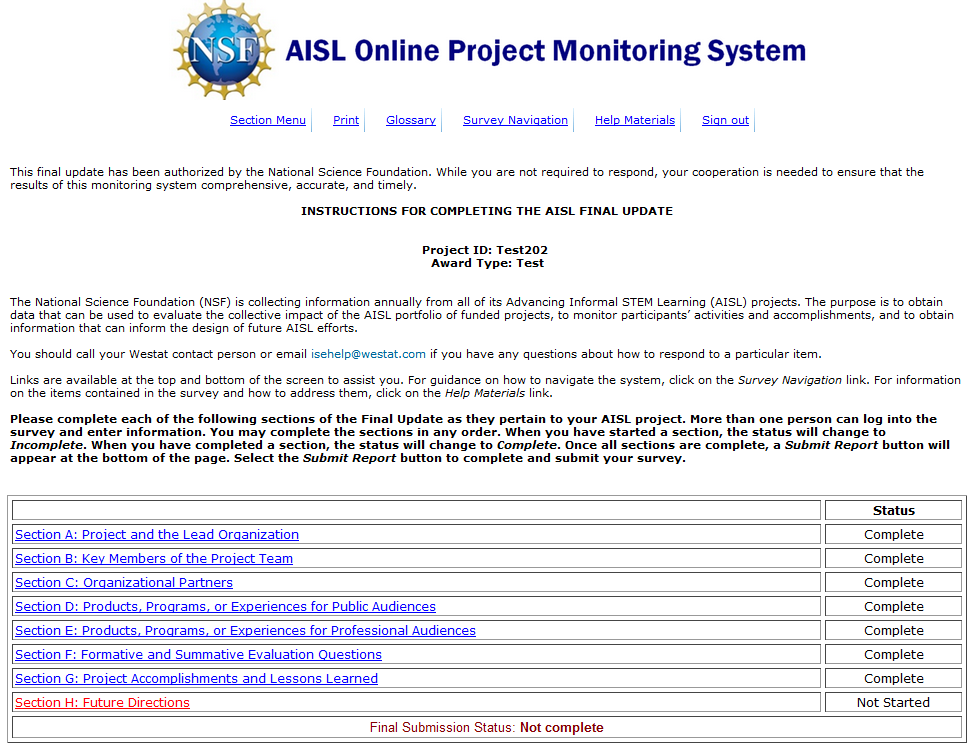 NSF AISL Online Project Monitoring System
Section Menu Print Glossary Survey Navigation Help Materials Sign out
This final update has been authorized by the National Science Foundation. While you are not required to respond, your cooperation is needed to ensure that the
results of this monitoring system comprehensive, accurate, and timely.
INSTRUCTIONS FOR COMPLETING THE AISL FINAL UPDATE
Project ID: Test202
Award Type: Test
The National Science Foundation (NSF) is collecting information annually from all of its Advancing Informal STEM Learning (AISL) projects. The purpose is to obtain
data that can be used to evaluate the collective impact of the AISL portfolio of funded projects, to monitor participants’ activities and accomplishments, and to obtain
information that can inform the design of future AISL efforts.
You should call your Westat contact person or email isehelp@westat.com if you have any questions about how to respond to a particular item.
Links are available at the top and bottom of the screen to assist you. For guidance on how to navigate the system, click on the Survey Navigation link. For information
on the items contained in the survey and how to address them, click on the Help Materials link.
Please complete each of the following sections of the Final Update as they pertain to your AISL project. More than one person can log into the
survey and enter information. You may complete the sections in any order. When you have started a section, the status will change to
Incomplete. When you have completed a section, the status will change to Complete. Once all sections are complete, a Submit Report button will
appear at the bottom of the page. Select the Submit Report button to complete and submit your survey.
Status
Section A: Project and the Lead Organization Complete
Section B: Key Members of the Project Team Complete
Section C: Organizational Partners Complete
Section D: Products, Programs, or Experiences for Public Audiences Complete
Section E: Products, Programs, or Experiences for Professional Audiences Complete
Section F: Formative and Summative Evaluation Questions Complete
Section G: Project Accomplishments and Lessons Learned Complete
Section H: Future Directions Not Started
Final Submission Status: Not complete